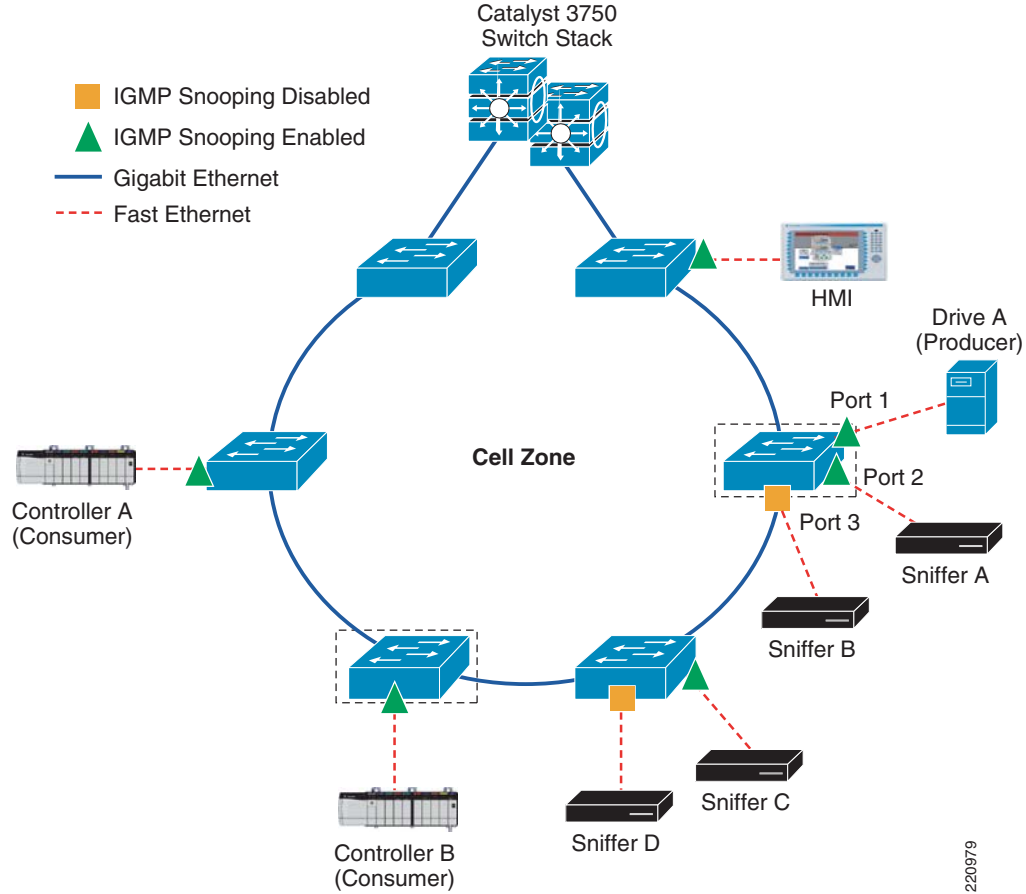 Catalyst 3750
Switch Stack
IGMP Snooping Disabled
IGMP Snooping Enabled
Gigabit Ethernet
Fast Ethernet
HMI
Drive A
(Producer)
Port 1
Cell Zone
Port 2
Controller A
(Consumer)
Port 3
Sniffer A
Sniffer B
Sniffer C
Sniffer D
Controller B
(Consumer)
220979